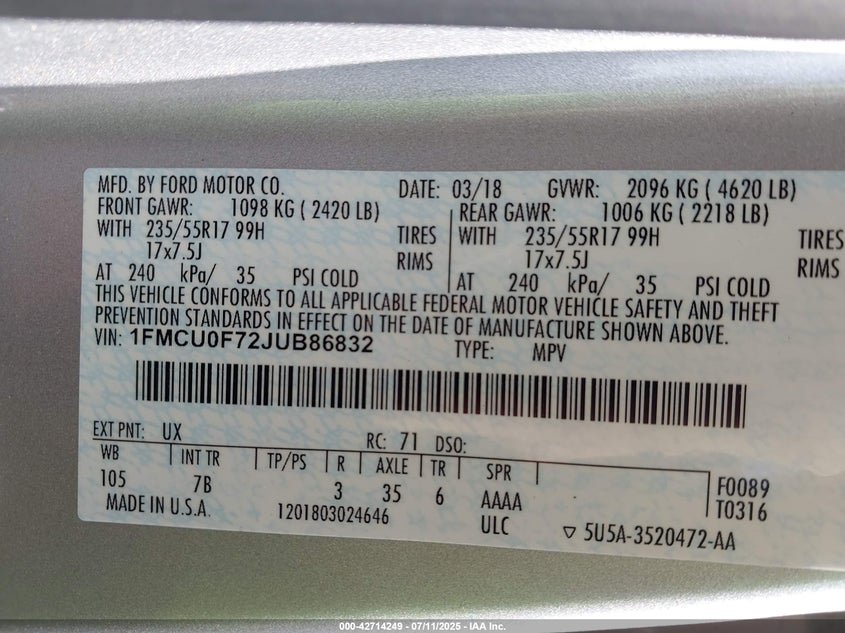 MFD. BY FORD MOTOR CO. DATE: 03/18 GVWR: 2096 KG ( 4620 LB)
FRONT GAWR: 1098 KG ( 2420 LB) REAR GAWR: 1006 KG ( 2218 LB)
WITH 235/55R17 99H TIRES WITH 235/55R17 99H TIRES
17x7.5J RIMS 17x7.5J RIMS
AT 240 kPa/ 35 PSI COLD AT 240 kPa/ 35 PSI COLD
THIS VEHICLE CONFORMS TO ALL APPLICABLE FEDERAL MOTOR VEHICLE SAFETY AND THEFT
PREVENTION STANDARDS IN EFFECT ON THE DATE OF MANUFACTURE SHOWN ABOVE.
VIN: 1FMCU0F72JUB86832 TYPE: MPV
EXT PNT: UX RC: 71 DSO:
WB INT TR TP/PS R AXLE TR SPR
105 7B 3 35 6 AAAA F0089
MADE IN U.S.A. 1201803024646 ULC T0316
▽ 5U5A-3520472-AA
000-42714249 - 07/11/2025 - IAA Inc.